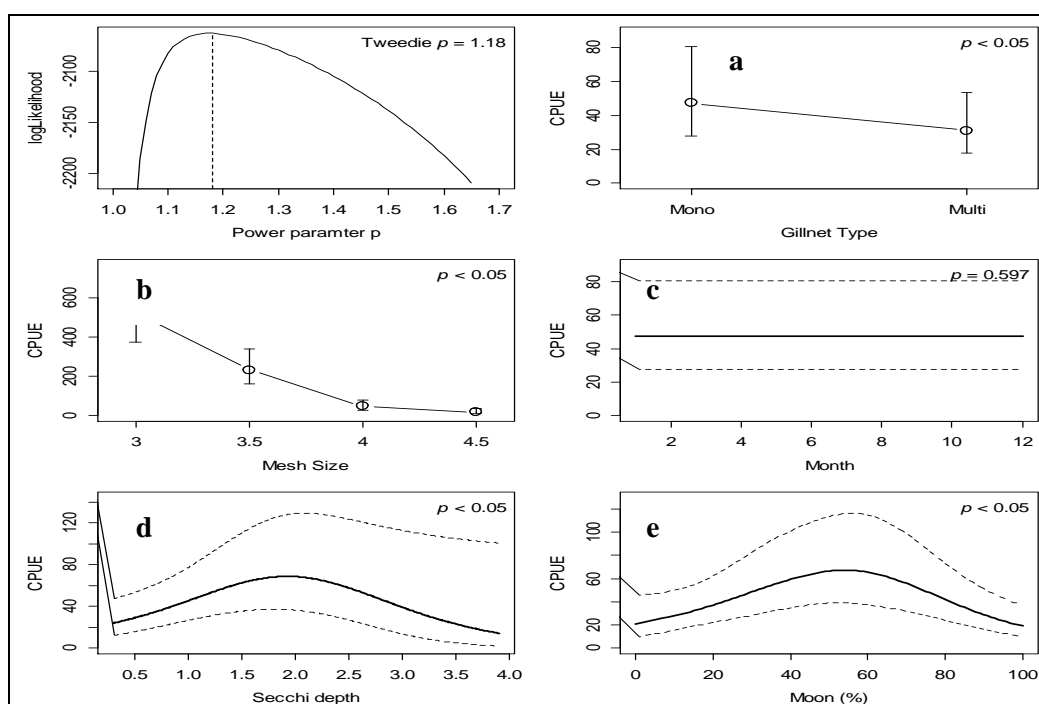 Tweedie p = 1.18
logLikelihood
-2100
-2150
-2200
1.0 1.1 1.2 1.3 1.4 1.5 1.6 1.7
Power paramter p
a
p < 0.05
CPUE
80
60
40
20
0
Mono Multi
Gillnet Type
b
p < 0.05
CPUE
600
400
200
0
3 3.5 4 4.5
Mesh Size
c
p = 0.597
CPUE
80
60
40
20
0
2 4 6 8 10 12
Month
d
p < 0.05
CPUE
120
80
40
0
0.5 1.0 1.5 2.0 2.5 3.0 3.5 4.0
Secchi depth
e
p < 0.05
CPUE
100
60
20
0
0 20 40 60 80 100
Moon (%)